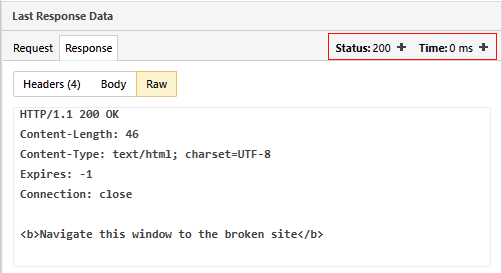 Last Response Data
Request Response Status: 200 + Time: 0 ms +
Headers (4) Body Raw
HTTP/1.1 200 OK
Content-Length: 46
Content-Type: text/html; charset=UTF-8
Expires: -1
Connection: close
<b>Navigate this window to the broken site</b>